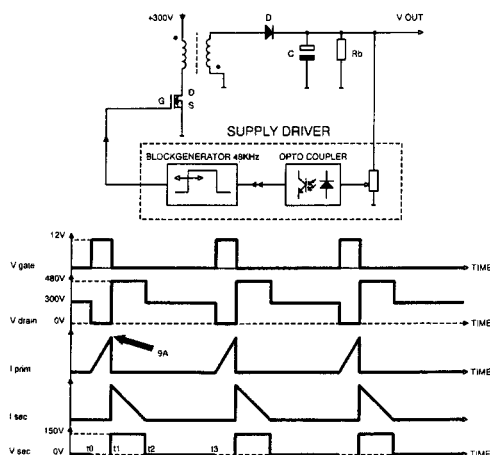 +300V
D
V OUT
C
Rb
G
D
S
SUPPLY DRIVER
BLOCKGENERATOR 48KHz
OPTO COUPLER
12V
V gate
TIME
480V
300V
V drain
0V
TIME
9A
I prim
TIME
I sec
TIME
150V
V sec
0V
t0
t1
t2
t3
TIME